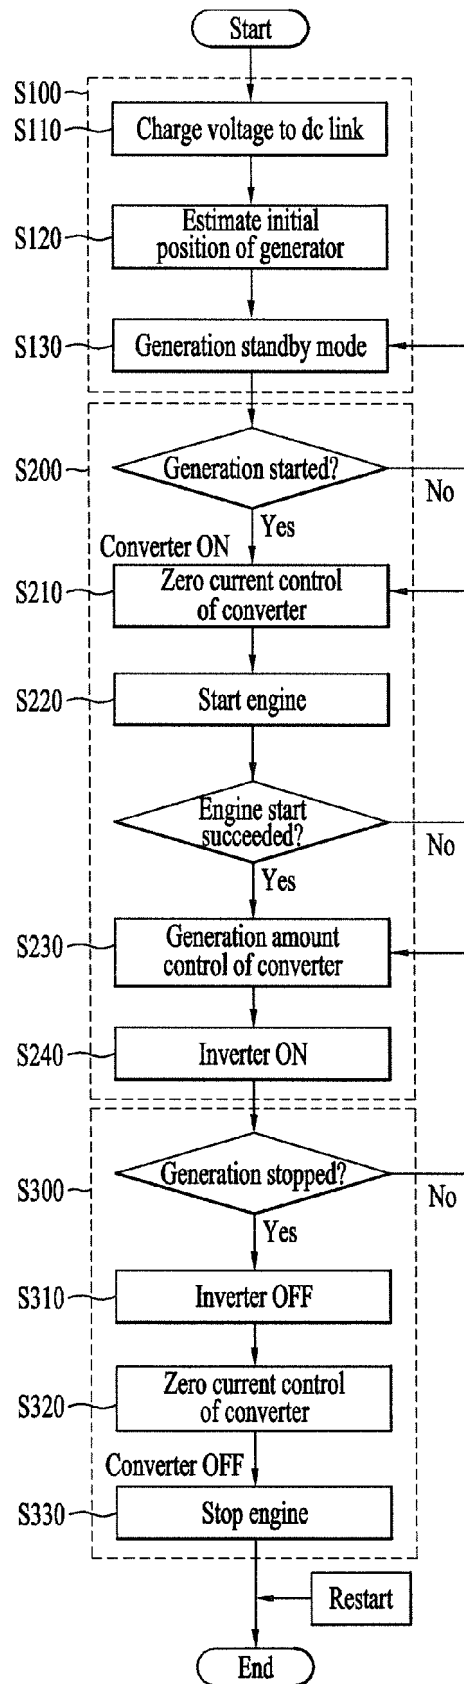 Start
S100
S110
Charge voltage to dc link
S120
Estimate initial
position of generator
S130
Generation standby mode
S200
Generation started?
No
Yes
Converter ON
S210
Zero current control
of converter
S220
Start engine
Engine start
succeeded?
No
Yes
S230
Generation amount
control of converter
S240
Inverter ON
S300
Generation stopped?
No
Yes
S310
Inverter OFF
S320
Zero current control
of converter
Converter OFF
S330
Stop engine
Restart
End